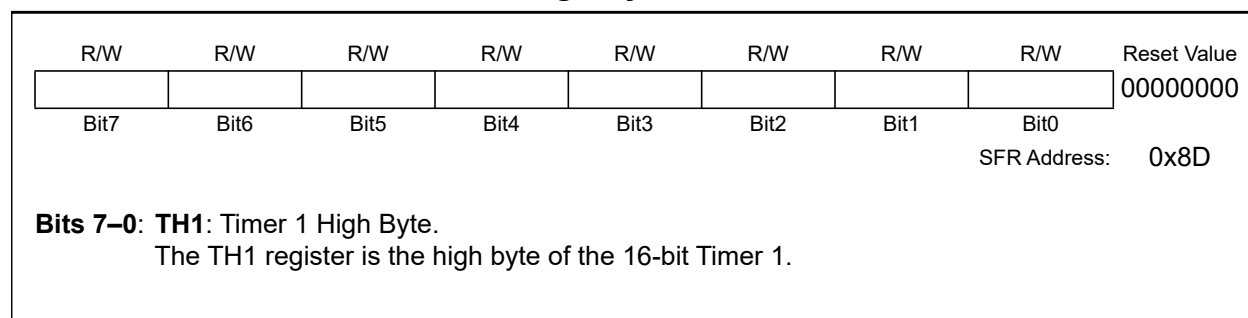 R/W R/W R/W R/W R/W R/W R/W R/W Reset Value
00000000
Bit7 Bit6 Bit5 Bit4 Bit3 Bit2 Bit1 Bit0
SFR Address: 0x8D
Bits 7–0: TH1: Timer 1 High Byte.
The TH1 register is the high byte of the 16-bit Timer 1.